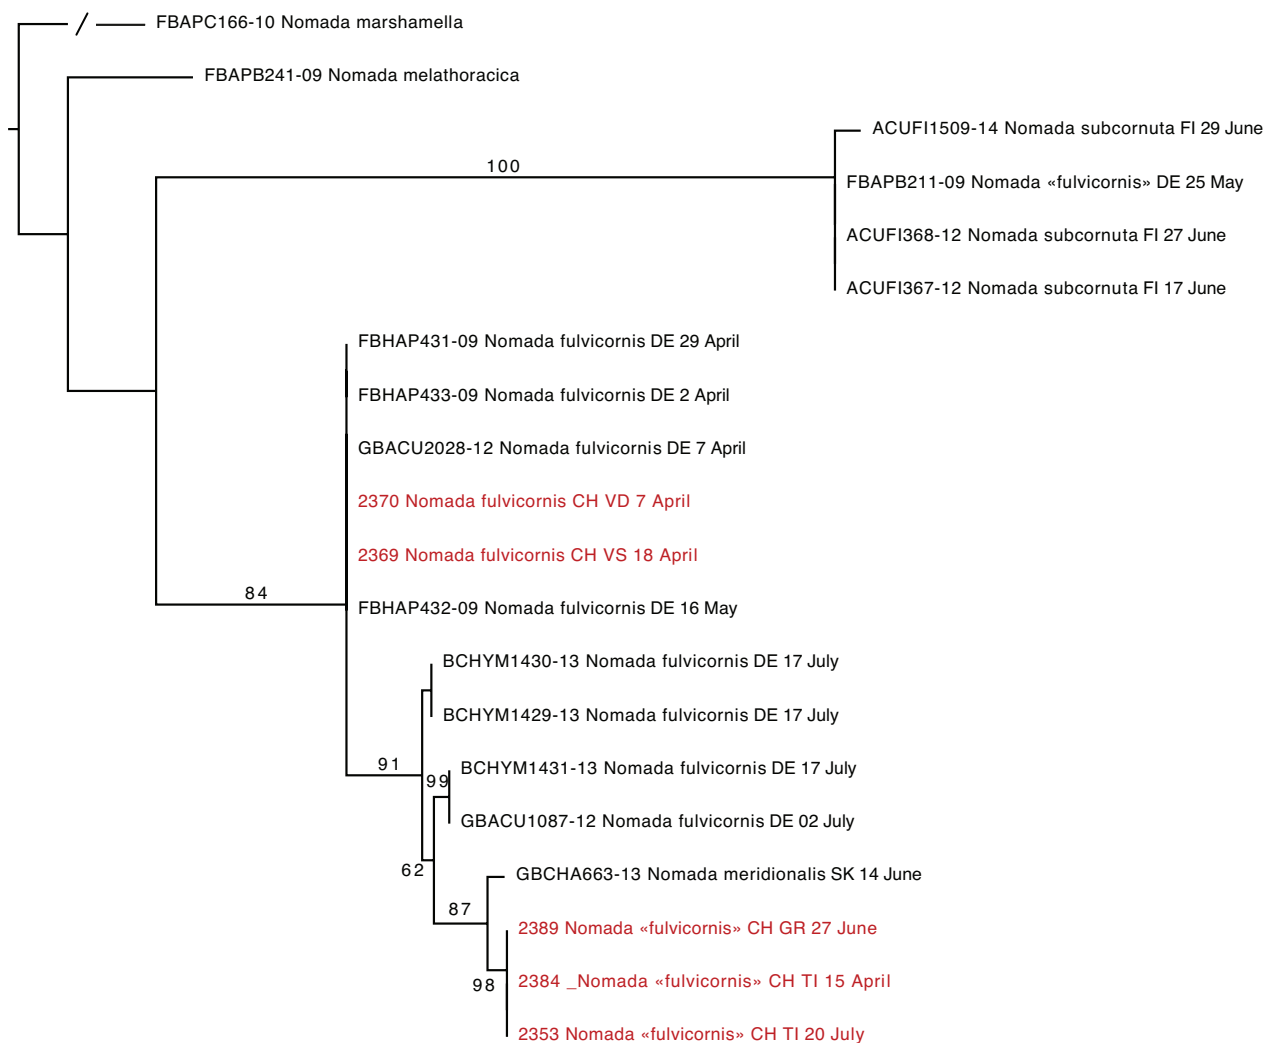 FBAPC166-10 Nomada marshamella
FBAPB241-09 Nomada melathoracica
ACUFI1509-14 Nomada subcornuta FI 29 June
100
FBAPB211-09 Nomada «fulvicornis» DE 25 May
ACUFI368-12 Nomada subcornuta FI 27 June
ACUFI367-12 Nomada subcornuta FI 17 June
FBHAP431-09 Nomada fulvicornis DE 29 April
FBHAP433-09 Nomada fulvicornis DE 2 April
GBACU2028-12 Nomada fulvicornis DE 7 April
2370 Nomada fulvicornis CH VD 7 April
2369 Nomada fulvicornis CH VS 18 April
84
FBHAP432-09 Nomada fulvicornis DE 16 May
BCHYM1430-13 Nomada fulvicornis DE 17 July
BCHYM1429-13 Nomada fulvicornis DE 17 July
91
BCHYM1431-13 Nomada fulvicornis DE 17 July
99
GBACU1087-12 Nomada fulvicornis DE 02 July
62
GBCHA663-13 Nomada meridionalis SK 14 June
87
2389 Nomada «fulvicornis» CH GR 27 June
2384 _Nomada «fulvicornis» CH TI 15 April
98
2353 Nomada «fulvicornis» CH TI 20 July